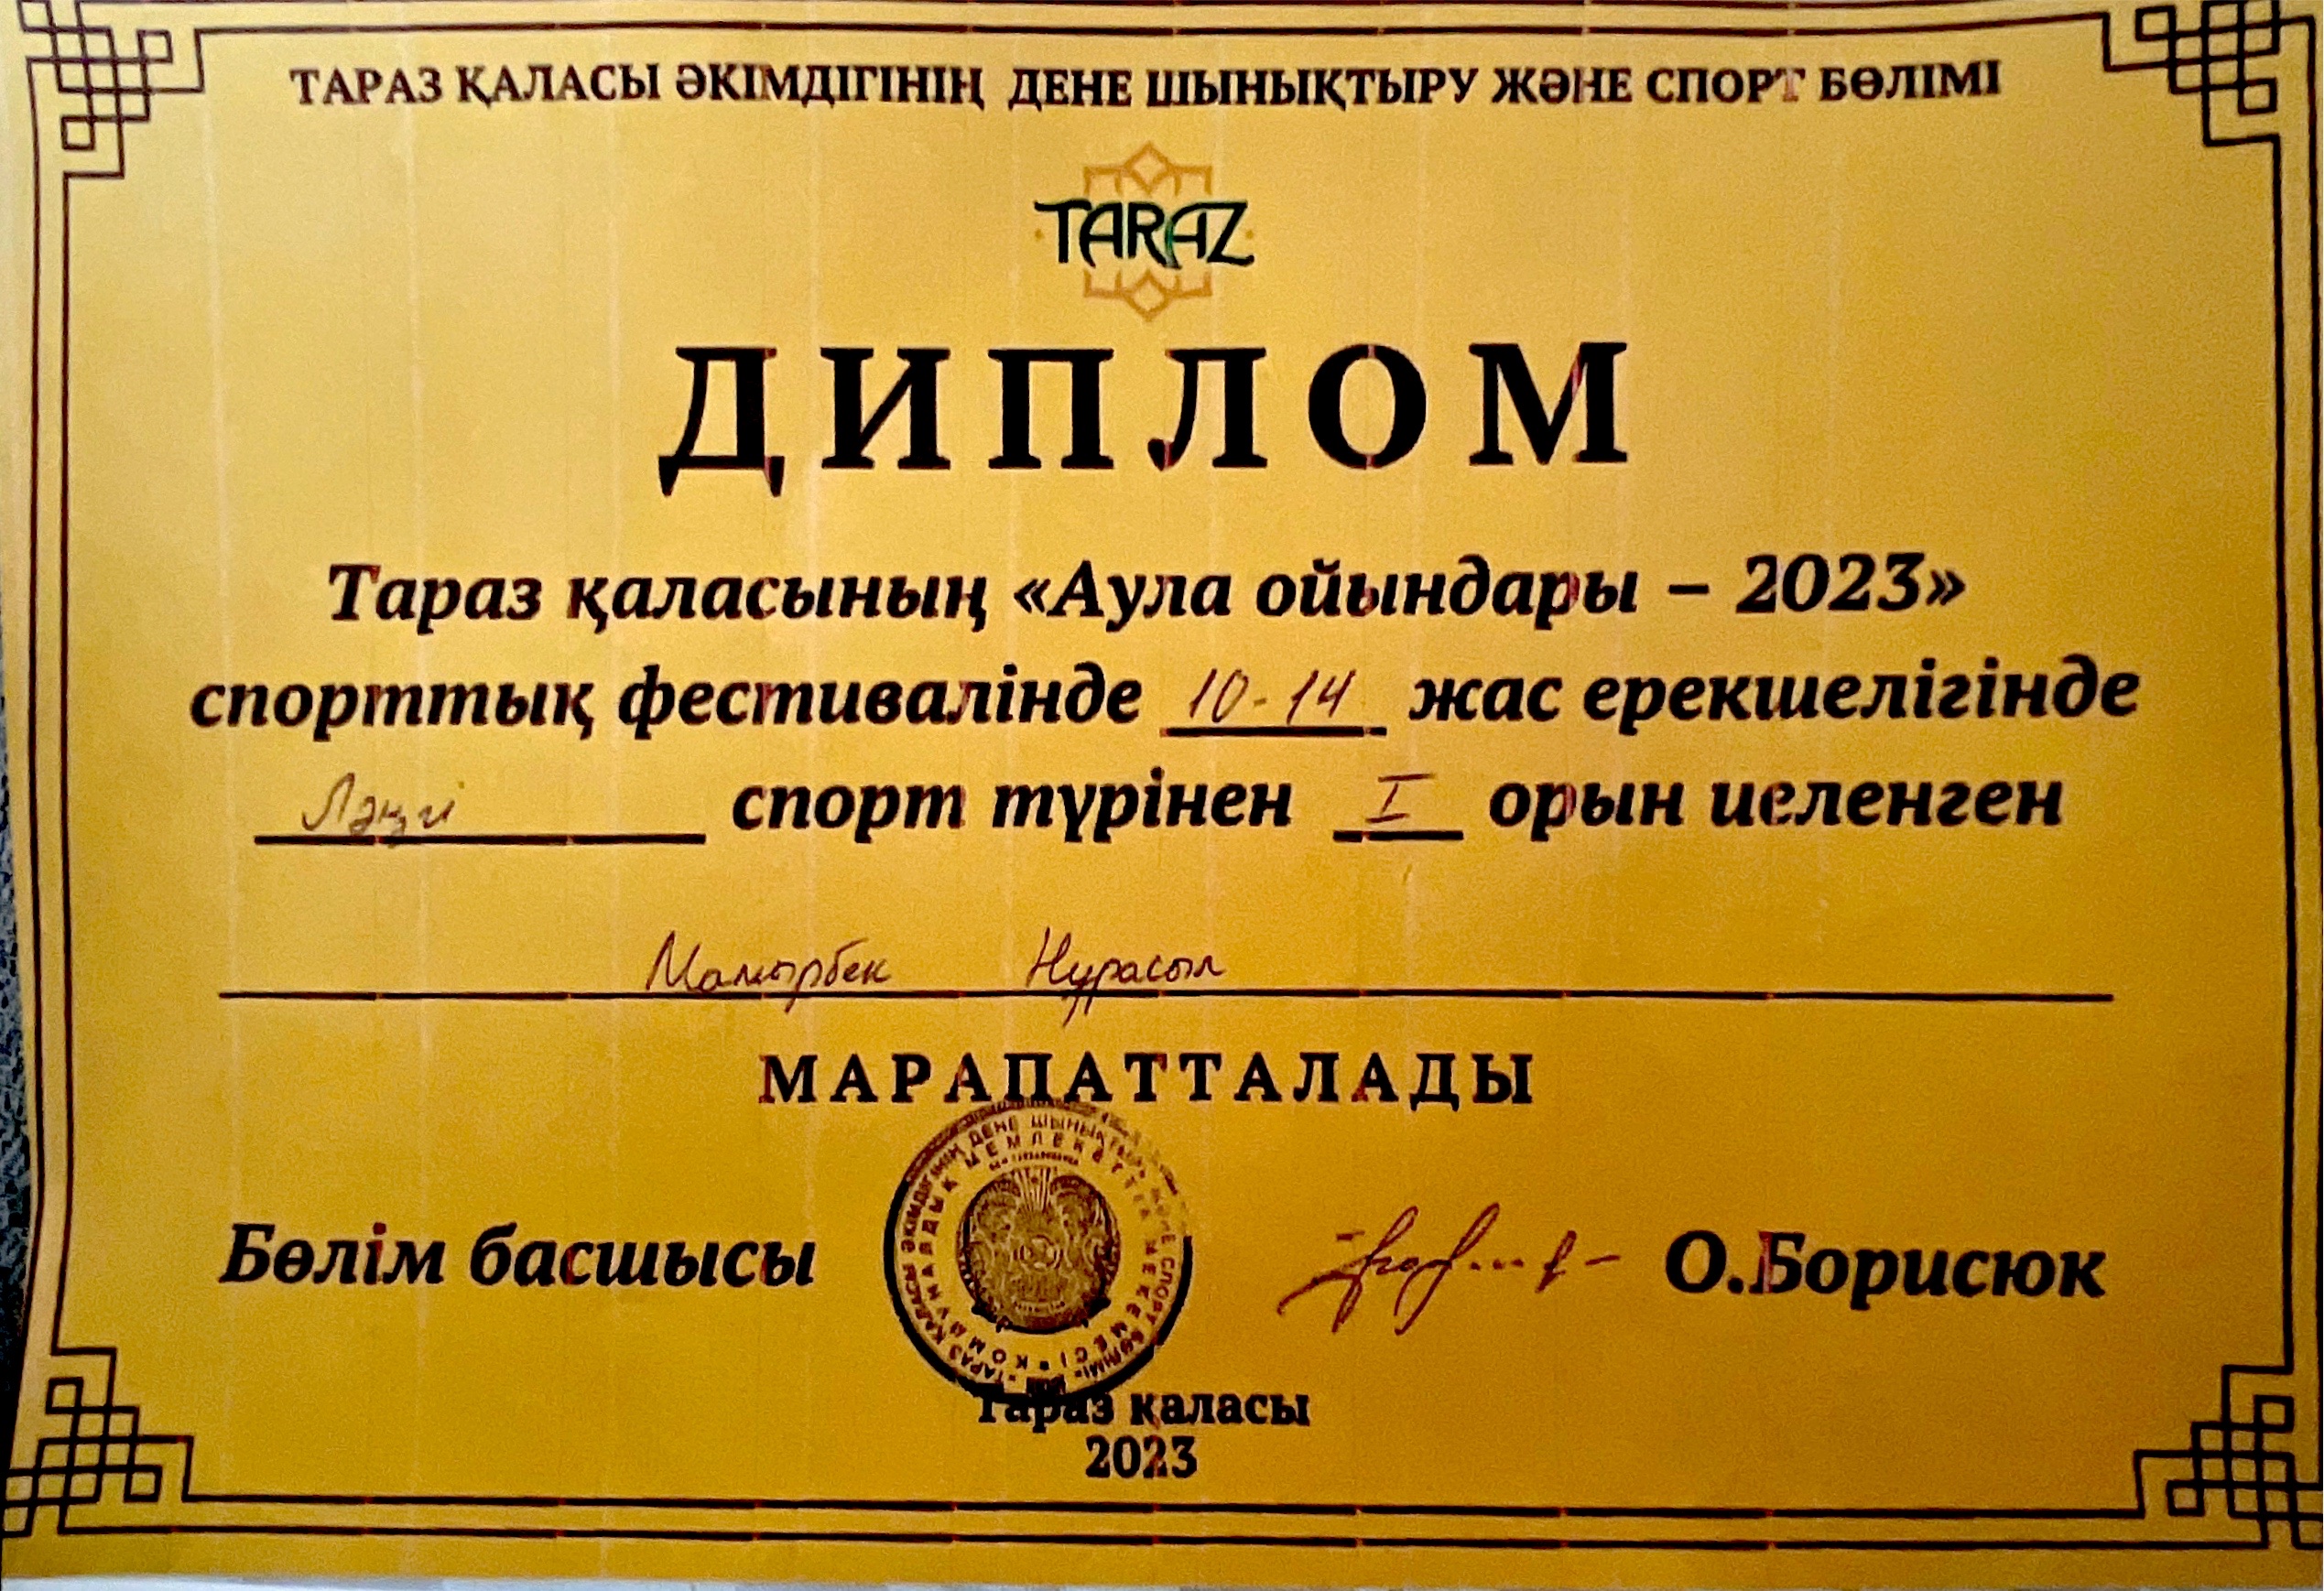 ТАРАЗ ҚАЛАСЫ ӘКІМДІГІНІҢ ДЕНЕ ШЫНЫҚТЫРУ ЖӘНЕ СПОРТ БӨЛІМІ
TARAZ
ДИПЛОМ
Тараз қаласының «Аула ойындары – 2023»
спорттық фестивалінде 10-14 жас ерекшелігінде
Ләңгі спорт түрінен I орын иеленген
Мамырбек Нұрасыл
МАРАПАТТАЛАДЫ
Бөлім басшысы О.Борисюк
Тараз қаласы
2023